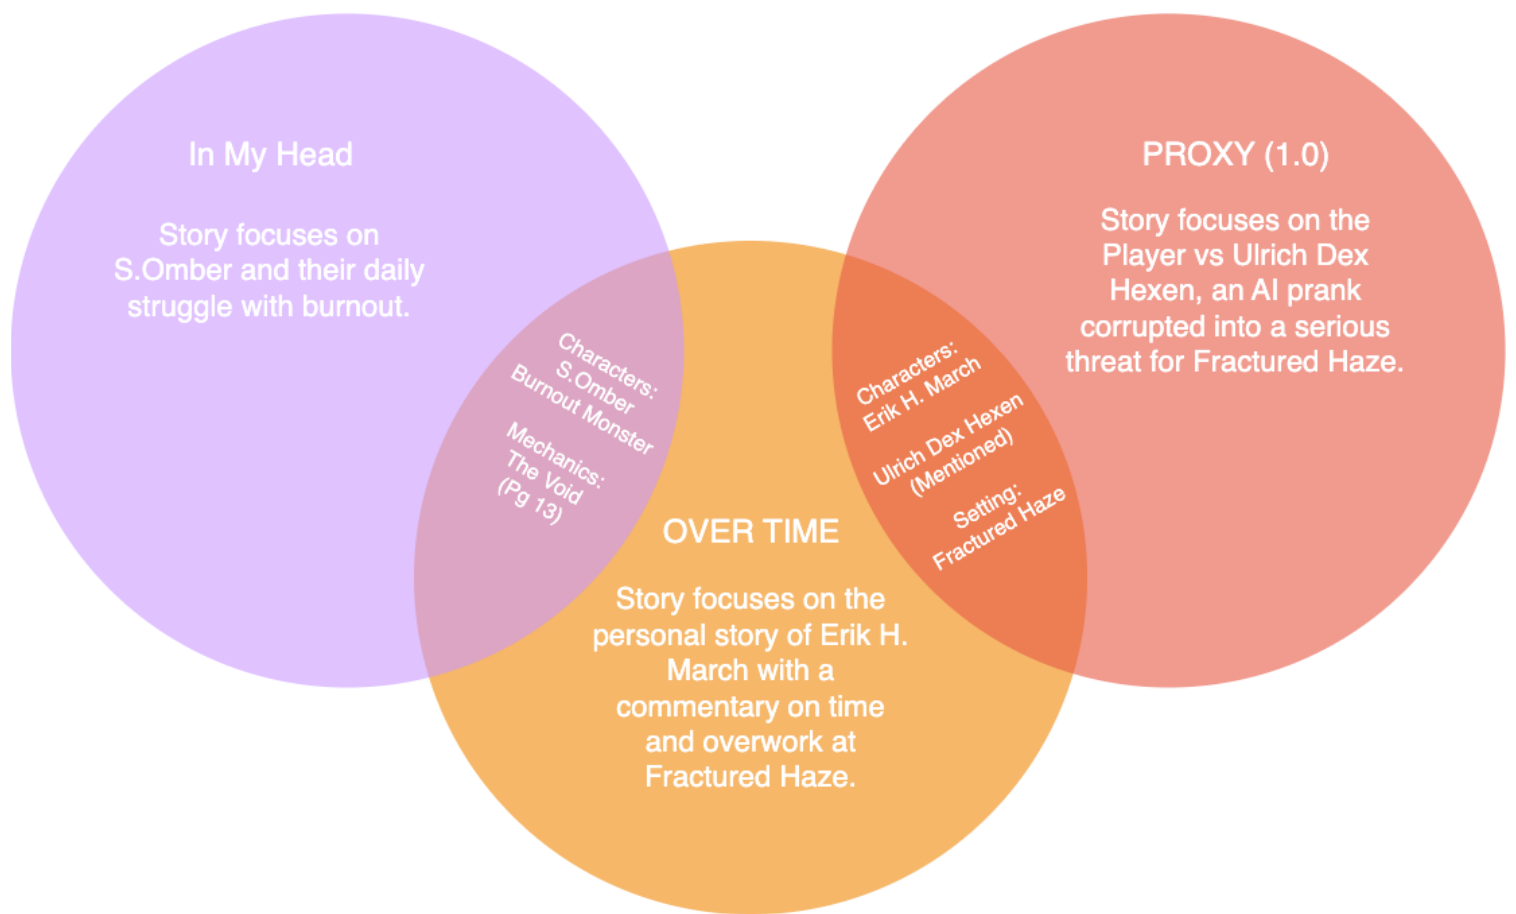 In My Head
Story focuses on
S.Omber and their daily
struggle with burnout.
Characters:
S.Omber
Burnout Monster
Mechanics:
The Void
(Pg 13)
OVER TIME
Story focuses on the
personal story of Erik H.
March with a
commentary on time
and overwork at
Fractured Haze.
Characters:
Erik H. March
Ulrich Dex Hexen
(Mentioned)
Setting:
Fractured Haze
PROXY (1.0)
Story focuses on the
Player vs Ulrich Dex
Hexen, an AI prank
corrupted into a serious
threat for Fractured Haze.